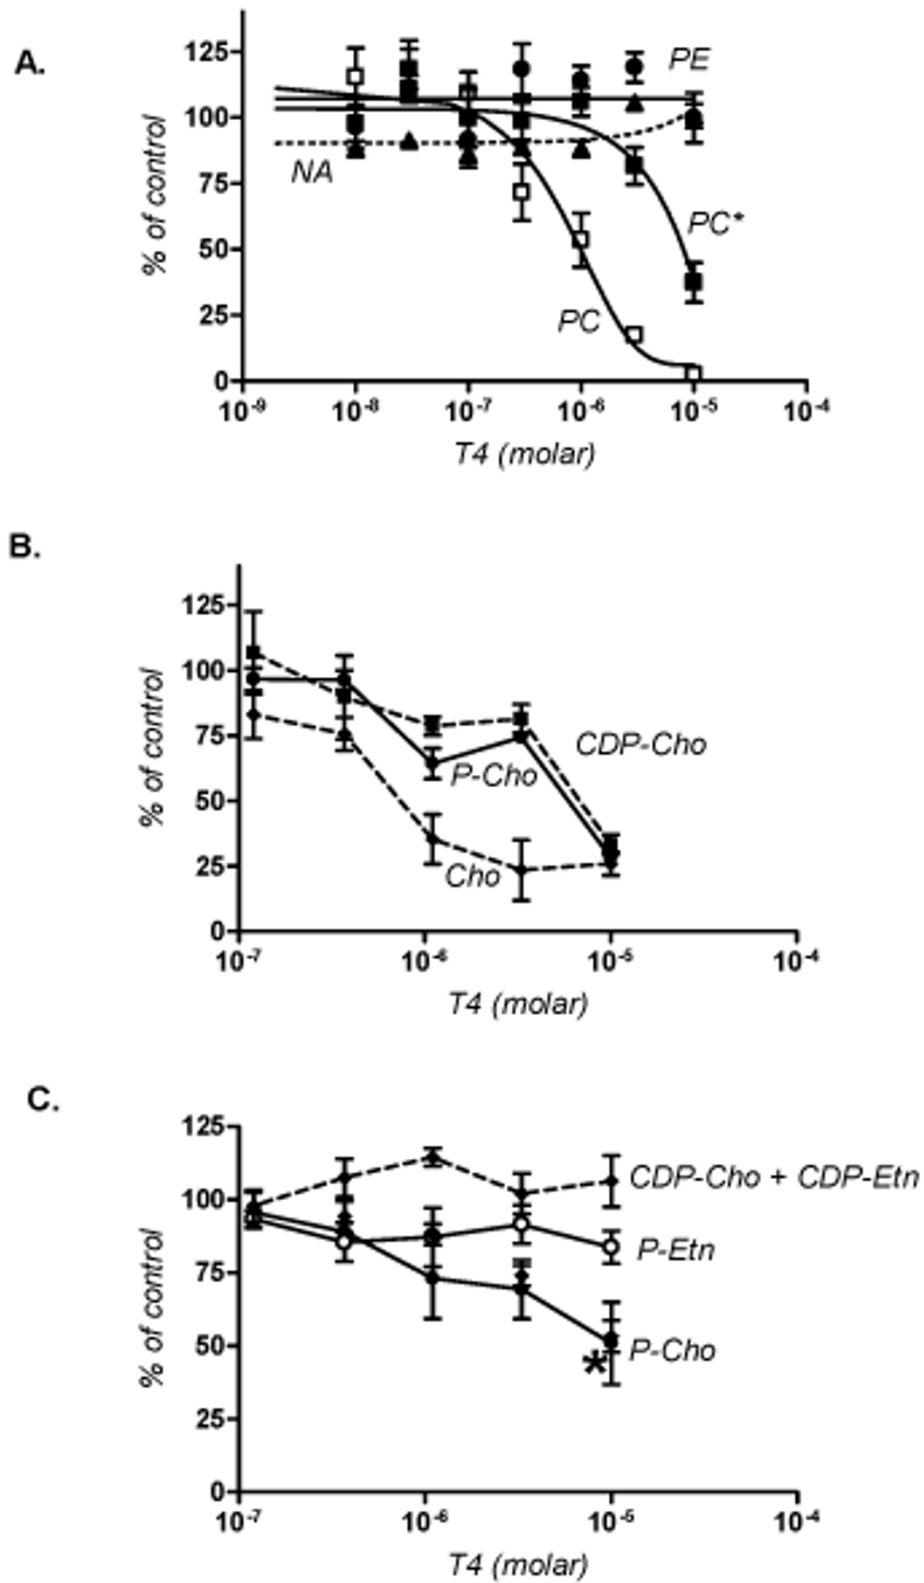 A.
125
100
75
50
25
0
% of control
PE
NA
PC*
PC
10-9 10-8 10-7 10-6 10-5 10-4
T4 (molar)
B.
125
100
75
50
25
0
% of control
CDP-Cho
P-Cho
Cho
10-7 10-6 10-5 10-4
T4 (molar)
C.
125
100
75
50
25
0
% of control
CDP-Cho + CDP-Etn
P-Etn
P-Cho
*
10-7 10-6 10-5 10-4
T4 (molar)